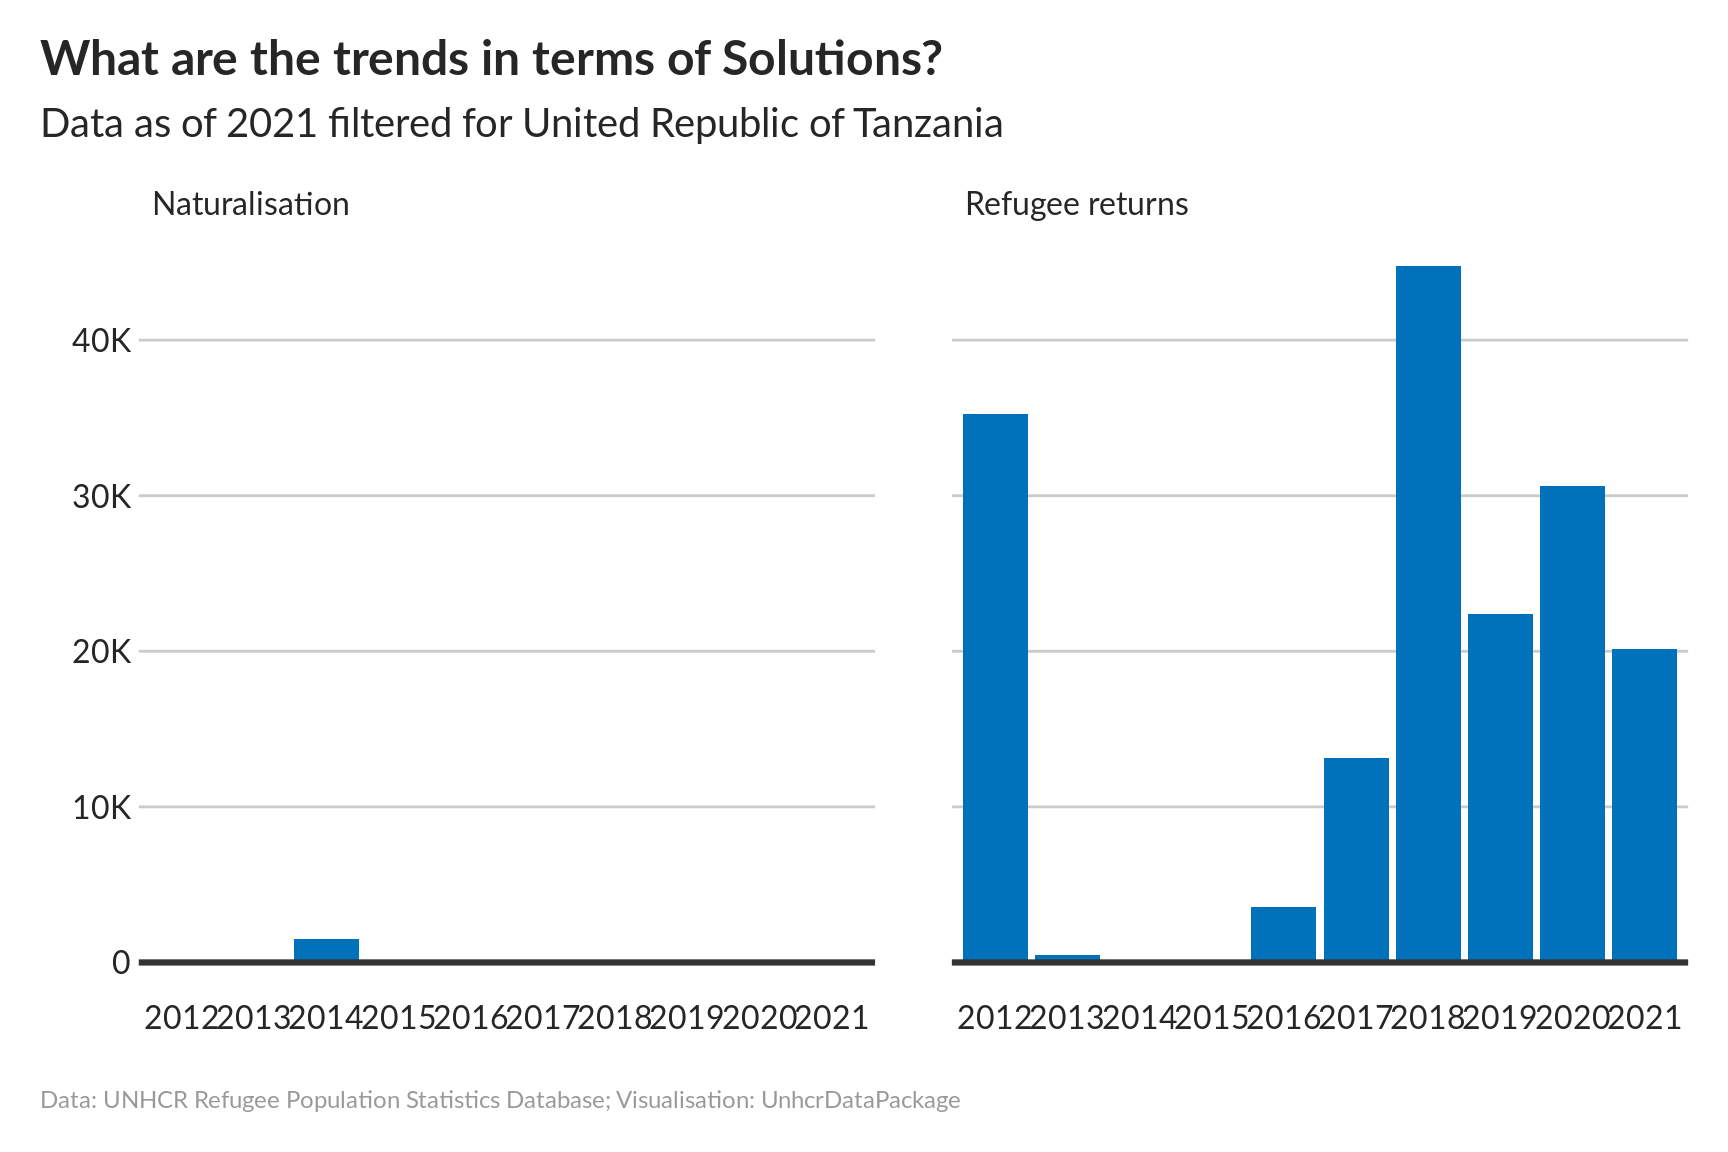 What are the trends in terms of Solutions?
Data as of 2021 filtered for United Republic of Tanzania
Naturalisation
Refugee returns
40K
30K
20K
10K
0
2012 2013 2014 2015 2016 2017 2018 2019 2020 2021
2012 2013 2014 2015 2016 2017 2018 2019 2020 2021
Data: UNHCR Refugee Population Statistics Database; Visualisation: UnhcrDataPackage